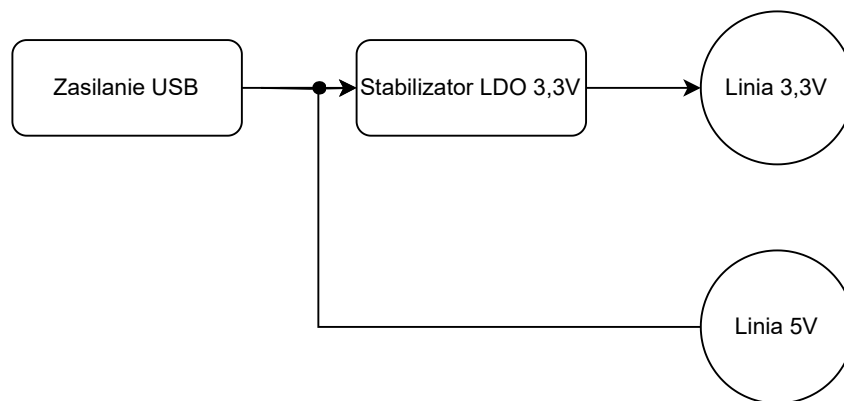 Zasilanie USB
Stabilizator LDO 3,3V
Linia 3,3V
Linia 5V